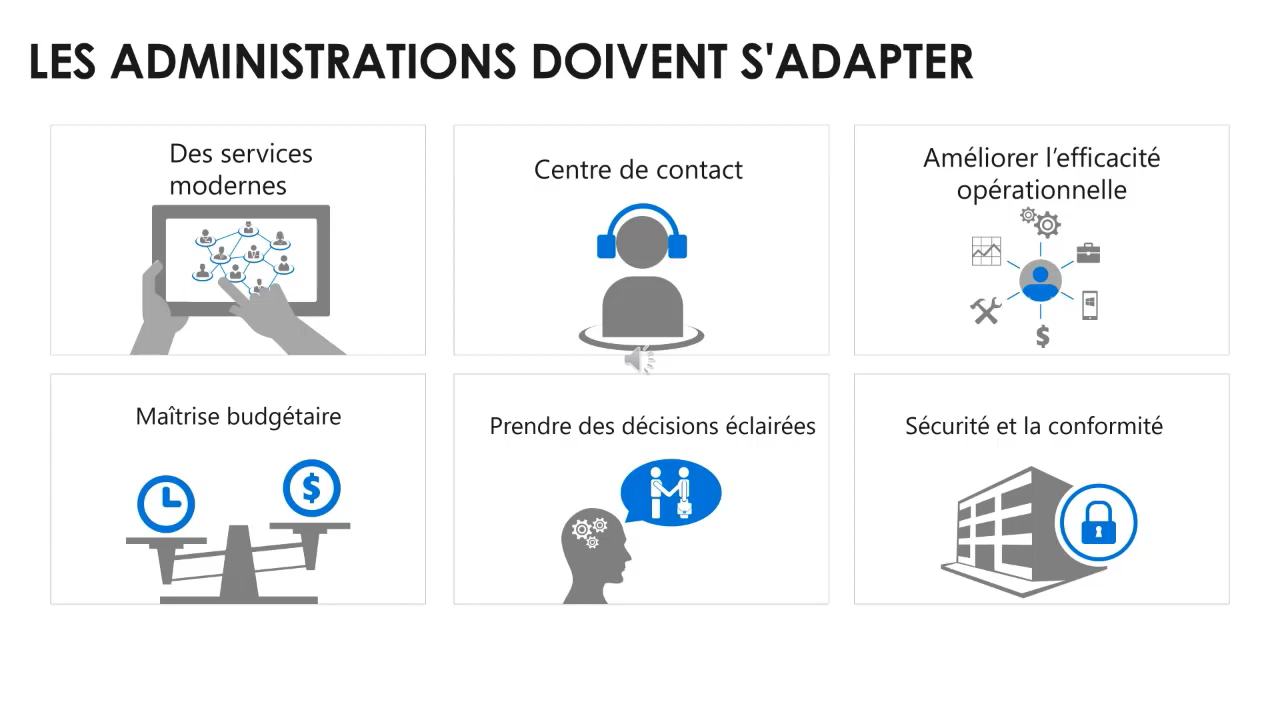 LES ADMINISTRATIONS DOIVENT S'ADAPTER
Des services
modernes
Centre de contact
Améliorer l’efficacité
opérationnelle
$
Maîtrise budgétaire
$
Prendre des décisions éclairées
Sécurité et la conformité